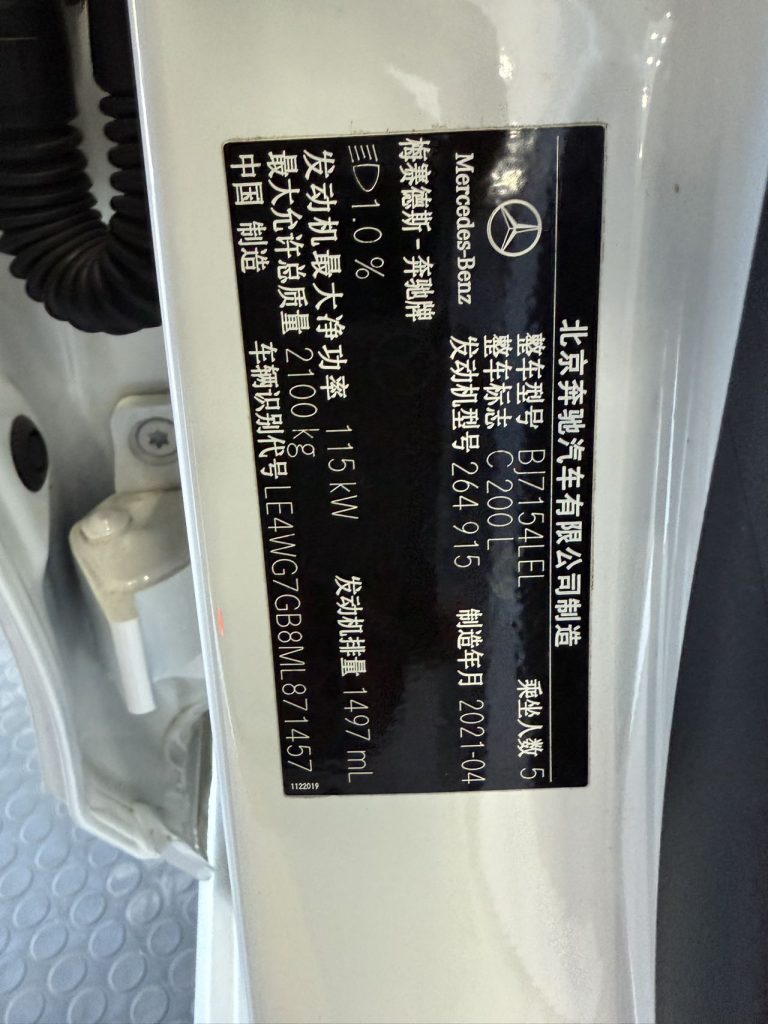 北京奔驰汽车有限公司制造
Mercedes-Benz
整车型号 BJ7154LEL 乘坐人数 5
整车标志 C 200 L
发动机型号 264 915 制造年月 2021-04
梅赛德斯-奔驰牌
1.0 %
发动机最大净功率 115 kW 发动机排量 1497 mL
最大允许总质量 2100 kg
中国 制造 车辆识别代号 LE4WG7GB8ML871457
1122019